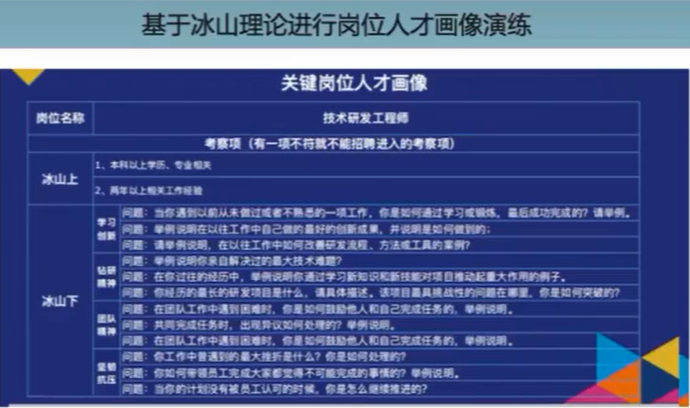 基于冰山理论进行岗位人才画像演练
关键岗位人才画像
岗位名称 技术研发工程师
考察项（有一项不符就不能招聘进入的考察项）
冰山上
1、本科以上学历、专业相关
2、两年以上相关工作经验
冰山下
学习创新
问题：当你遇到以前从未做过或者不熟悉的一项工作，你是如何通过学习或锻炼，最后成功完成的？请举例。
问题：举例说明在以往工作中自己做的最好的创新成果，并说明是如何做到的；
问题：请举例说明，在以往工作中如何改善研发流程、方法或工具的案例？
钻研精神
问题：举例说明你亲自解决过的最大技术难题？
问题：在你过往的经历中，举例说明你通过学习新知识和新技能对项目推动起重大作用的例子。
问题：你经历的最长的研发项目是什么，请具体描述。该项目最具挑战性的问题在哪里，你是如何突破的？
团队精神
问题：在团队工作中遇到困难时，你是如何鼓励他人和自己完成任务的，举例说明。
问题：共同完成任务时，出现异议如何处理的？举例说明。
问题：在团队工作中遇到困难时，你是如何鼓励他人和自己完成任务的，举例说明。
坚韧抗压
问题：你工作中曾遇到的最大挫折是什么？你是如何处理的？
问题：你如何带领员工完成大家都觉得不可能完成的事情的？举例说明。
问题：当你的计划没有被员工认可的时候，你是怎么继续推进的？